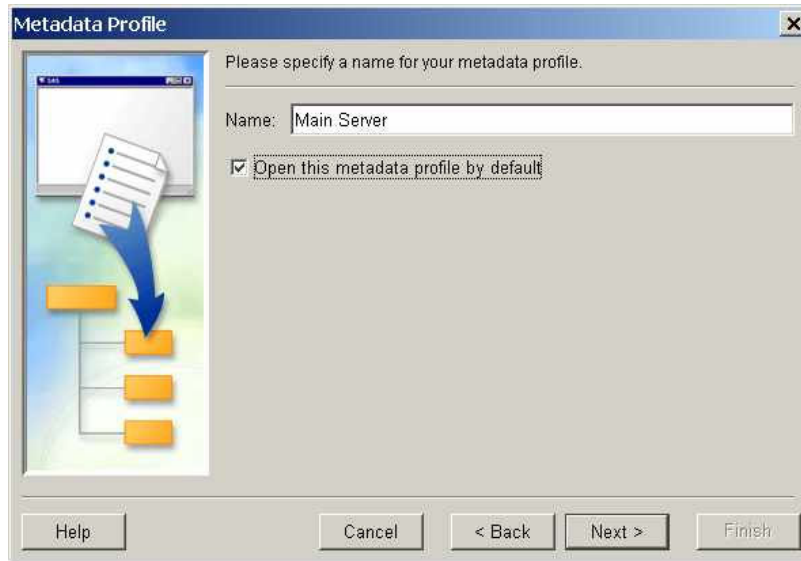 Metadata Profile
Please specify a name for your metadata profile.
Name: Main Server
Open this metadata profile by default
Help Cancel < Back Next > Finish